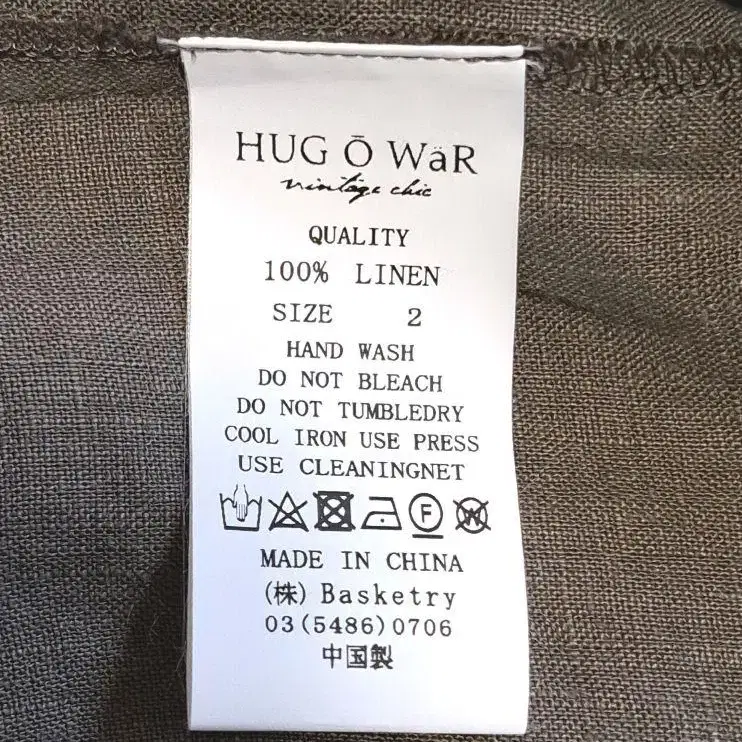 HUG Ō WäR
vintage chic
QUALITY
100% LINEN
SIZE 2
HAND WASH
DO NOT BLEACH
DO NOT TUMBLEDRY
COOL IRON USE PRESS
USE CLEANINGNET
F W
MADE IN CHINA
(株) Basketry
03(5486)0706
中国製